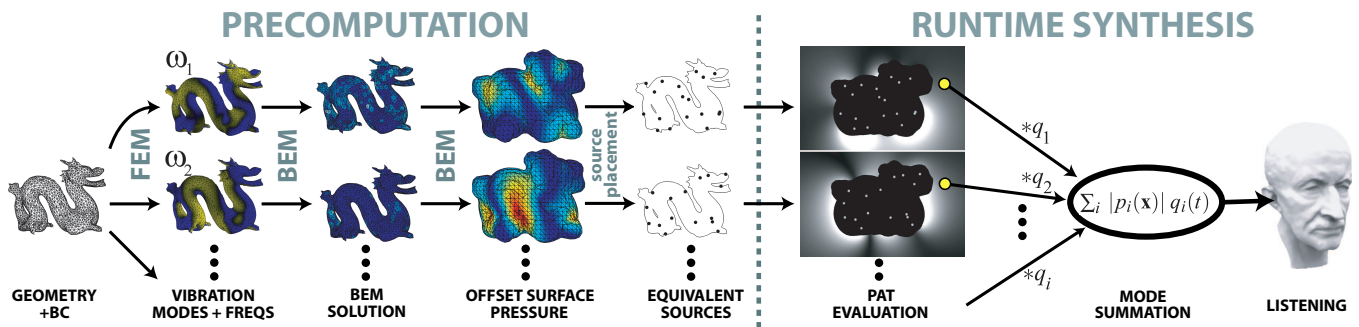 PRECOMPUTATION
RUNTIME SYNTHESIS
ω1
ω2
FEM
BEM
BEM
source
placement
*q1
*q2
*qi
∑i |pi(x)| qi(t)
GEOMETRY
+BC
VIBRATION
MODES + FREQS
BEM
SOLUTION
OFFSET SURFACE
PRESSURE
EQUIVALENT
SOURCES
PAT
EVALUATION
MODE
SUMMATION
LISTENING